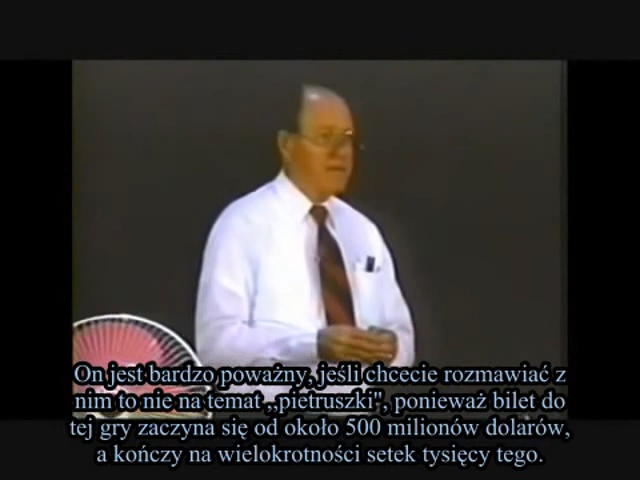 On jest bardzo poważny, jeśli chcecie rozmawiać z
nim to nie na temat ,,pietruszki", ponieważ bilet do
tej gry zaczyna się od około 500 milionów dolarów,
a kończy na wielokrotności setek tysięcy tego.